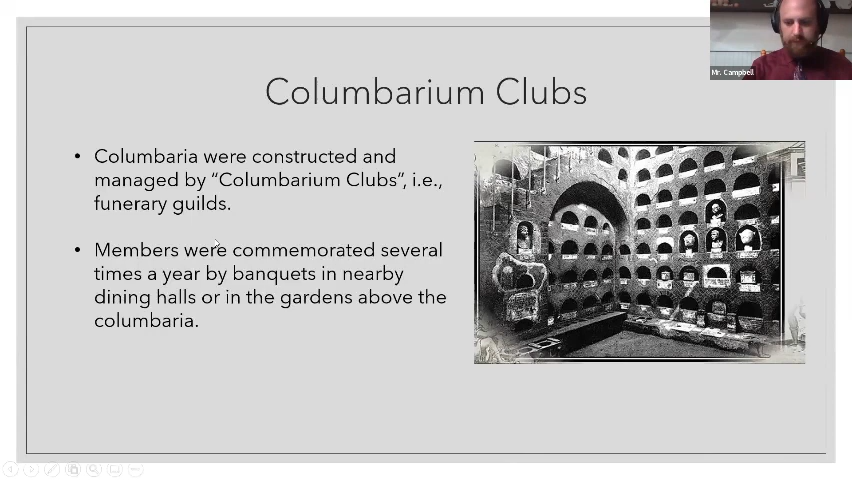 Mr. Campbell
Columbarium Clubs
• Columbaria were constructed and
managed by “Columbarium Clubs”, i.e.,
funerary guilds.
• Members were commemorated several
times a year by banquets in nearby
dining halls or in the gardens above the
columbaria.